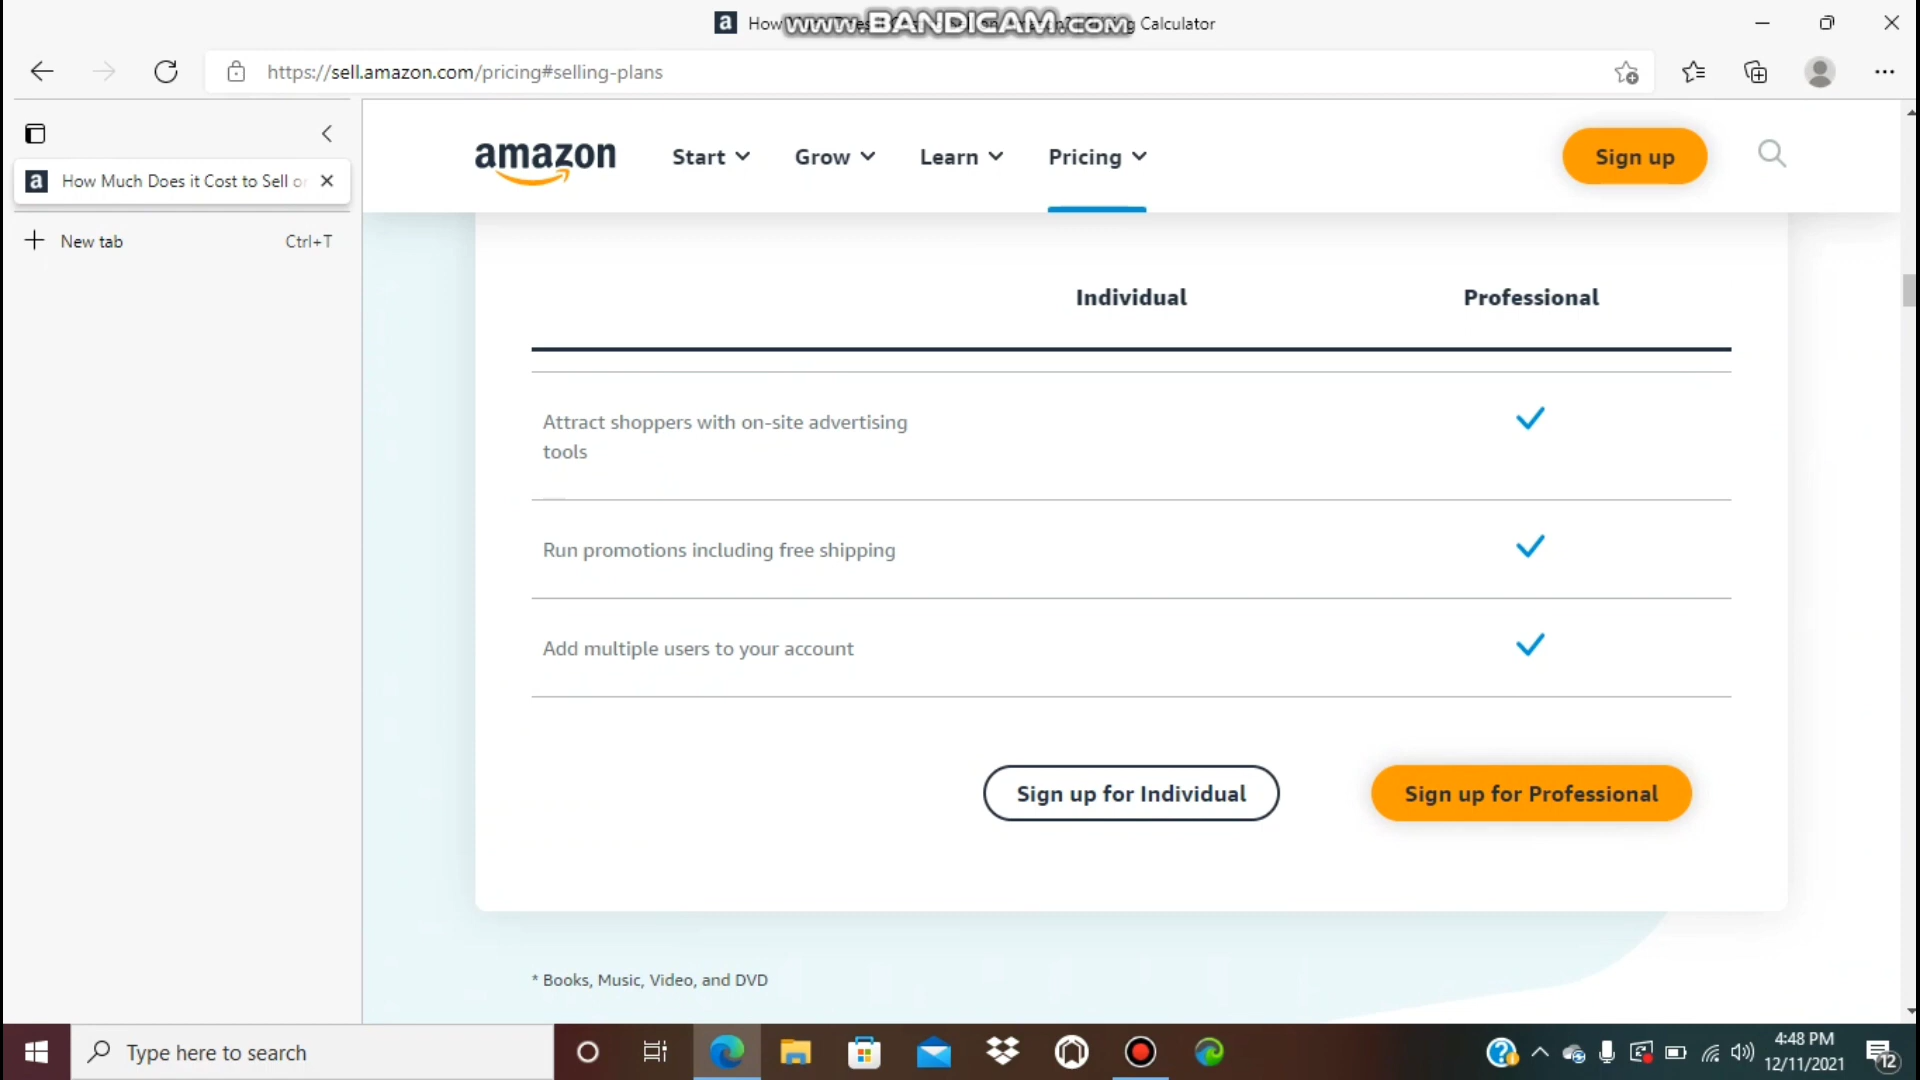 How
www.BANDICAM.com
Calculator
https://sell.amazon.com/pricing#selling-plans
amazon
Start
Grow
Learn
Pricing
Sign up
a How Much Does it Cost to Sell or
New tab Ctrl+T
Individual Professional
Attract shoppers with on-site advertising
tools
Run promotions including free shipping
Add multiple users to your account
Sign up for Individual
Sign up for Professional
* Books, Music, Video, and DVD
Type here to search
4:48 PM
12/11/2021
12